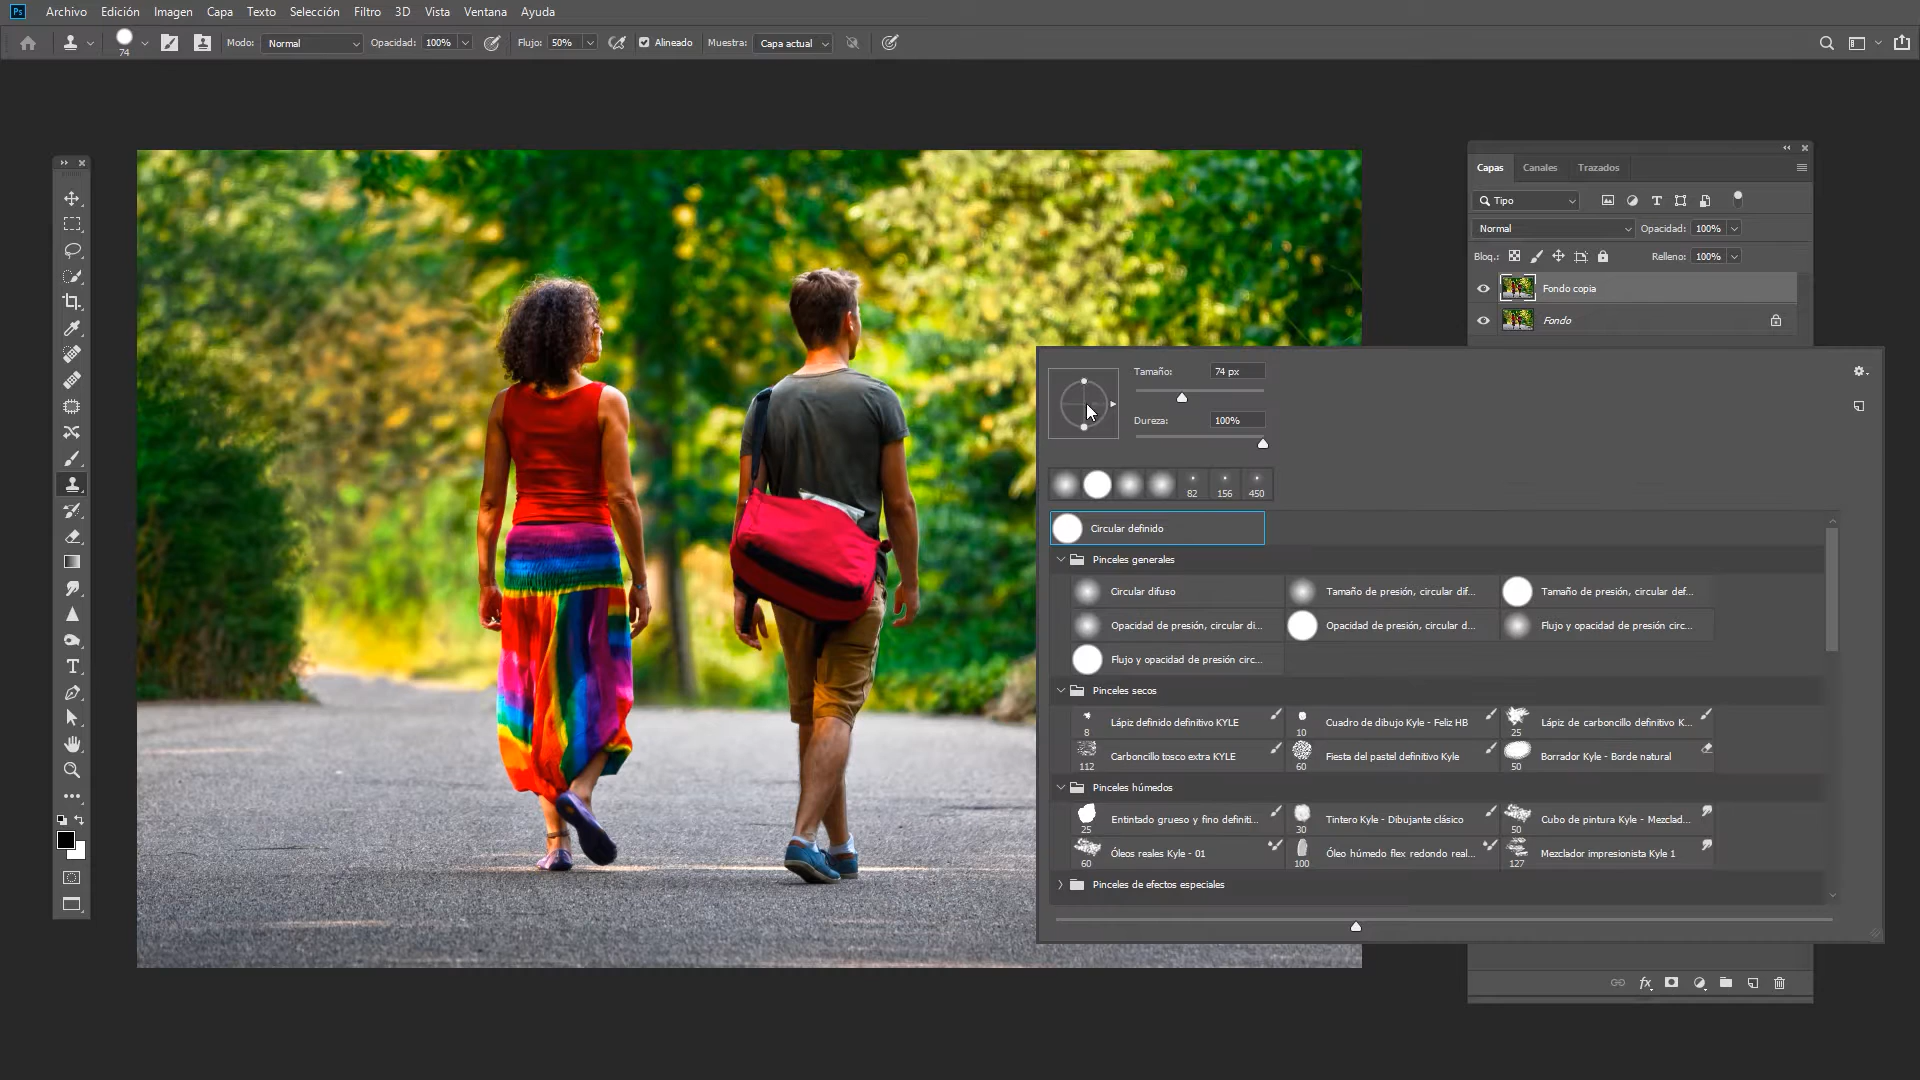 Ps Archivo Edición Imagen Capa Texto Selección Filtro 3D Vista Ventana Ayuda
74 Modo: Normal Opacidad: 100% Flujo: 50% Alineado Muestra: Capa actual
Capas Canales Trazados
Tipo
Normal Opacidad: 100%
Bloq.: Relleno: 100%
Fondo copia
Fondo
Tamaño: 74 px
Dureza: 100%
82 156 450
Circular definido
Pinceles generales
Circular difuso Tamaño de presión, circular dif... Tamaño de presión, circular def...
Opacidad de presión, circular di... Opacidad de presión, circular d... Flujo y opacidad de presión circ...
Flujo y opacidad de presión circ...
Pinceles secos
8 Lápiz definido definitivo KYLE 10 Cuadro de dibujo Kyle - Feliz HB 25 Lápiz de carboncillo definitivo K...
112 Carboncillo tosco extra KYLE 60 Fiesta del pastel definitivo Kyle 50 Borrador Kyle - Borde natural
Pinceles húmedos
25 Entintado grueso y fino definiti... 30 Tintero Kyle - Dibujante clásico 50 Cubo de pintura Kyle - Mezclad...
60 Óleos reales Kyle - 01 100 Óleo húmedo flex redondo real... 127 Mezclador impresionista Kyle 1
Pinceles de efectos especiales
fx